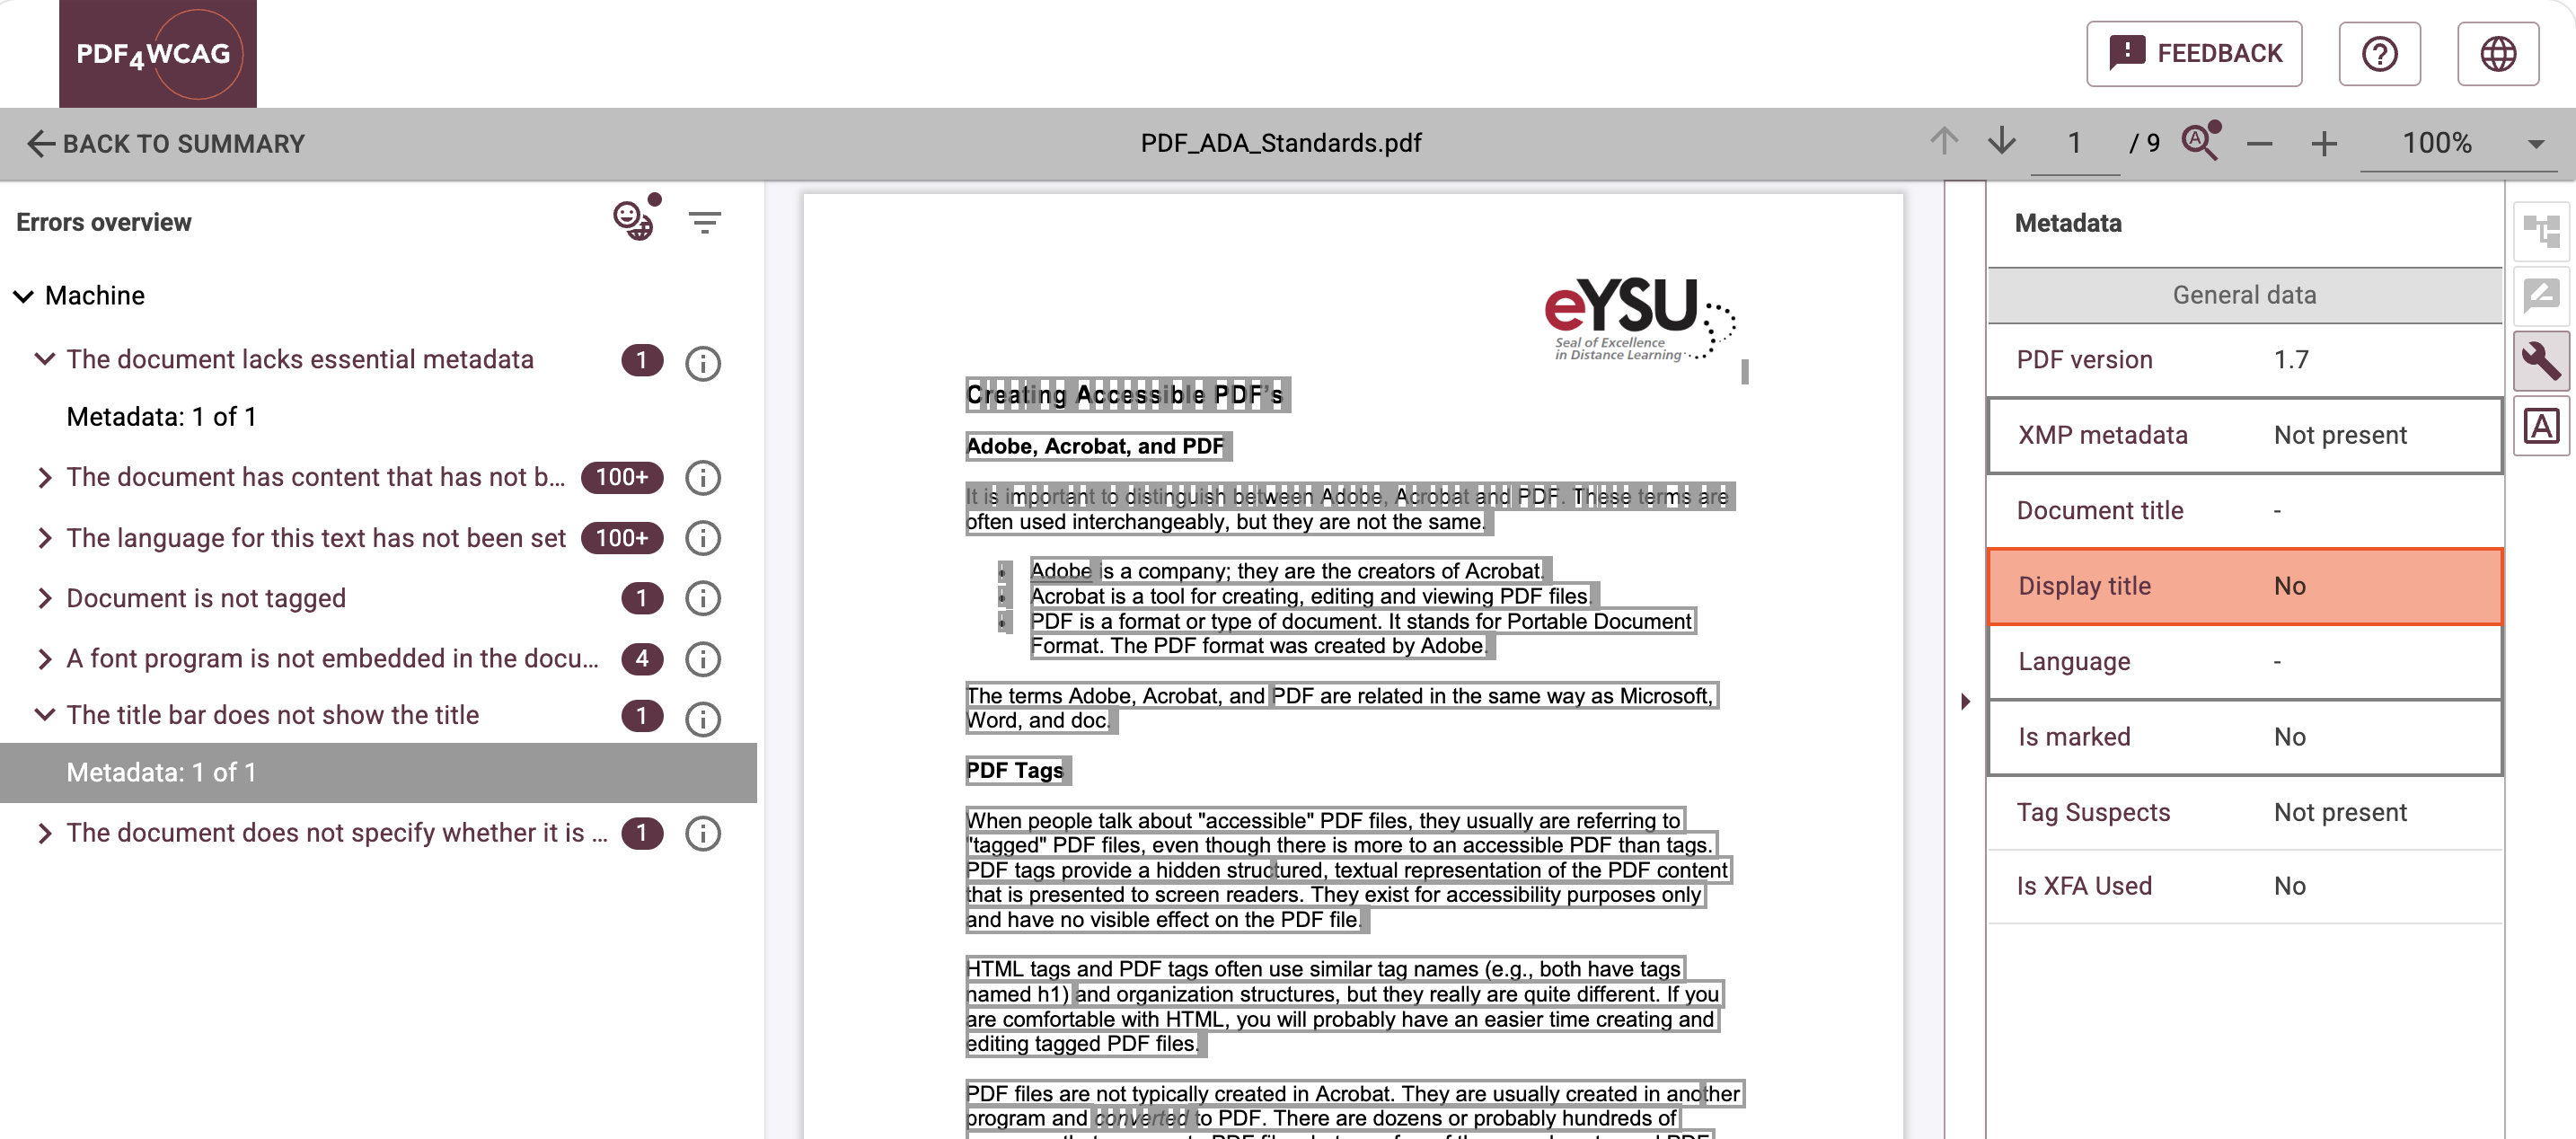 PDF4WCAG
FEEDBACK
BACK TO SUMMARY
PDF_ADA_Standards.pdf
1 / 9
100%
Errors overview
Machine
The document lacks essential metadata 1
Metadata: 1 of 1
The document has content that has not b... 100+
The language for this text has not been set 100+
Document is not tagged 1
A font program is not embedded in the docu... 4
The title bar does not show the title 1
Metadata: 1 of 1
The document does not specify whether it is ... 1
eYSU
Seal of Excellence
in Distance Learning
Creating Accessible PDF's
Adobe, Acrobat, and PDF
It is important to distinguish between Adobe, Acrobat and PDF. These terms are
often used interchangeably, but they are not the same.
• Adobe is a company; they are the creators of Acrobat.
• Acrobat is a tool for creating, editing and viewing PDF files.
• PDF is a format or type of document. It stands for Portable Document
Format. The PDF format was created by Adobe.
The terms Adobe, Acrobat, and PDF are related in the same way as Microsoft,
Word, and doc.
PDF Tags
When people talk about "accessible" PDF files, they usually are referring to
"tagged" PDF files, even though there is more to an accessible PDF than tags.
PDF tags provide a hidden structured, textual representation of the PDF content
that is presented to screen readers. They exist for accessibility purposes only
and have no visible effect on the PDF file.
HTML tags and PDF tags often use similar tag names (e.g., both have tags
named h1) and organization structures, but they really are quite different. If you
are comfortable with HTML, you will probably have an easier time creating and
editing tagged PDF files.
PDF files are not typically created in Acrobat. They are usually created in another
program and converted to PDF. There are dozens or probably hundreds of
Metadata
General data
PDF version 1.7
XMP metadata Not present
Document title -
Display title No
Language -
Is marked No
Tag Suspects Not present
Is XFA Used No